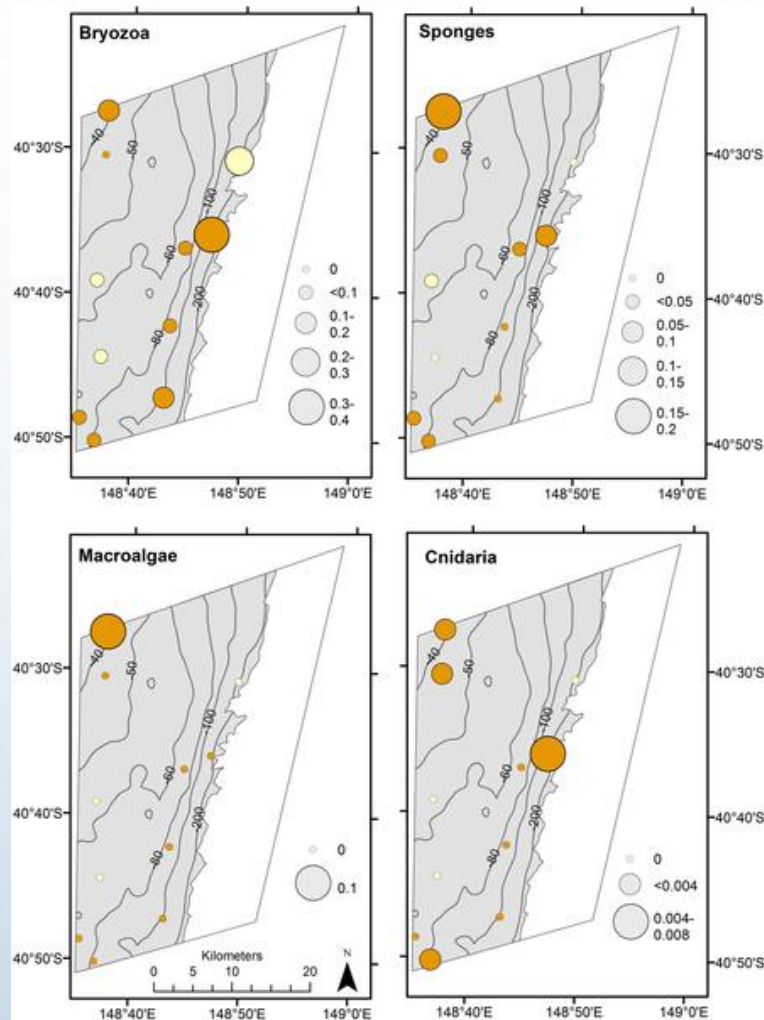 Bryozoa
-40
-50
-100
-60
-200
-80
0
<0.1
0.1-
0.2
0.2-
0.3
0.3-
0.4
40°30'S
40°40'S
40°50'S
148°40'E
148°50'E
149°0'E
Sponges
-40
-50
-100
-60
-200
-80
0
<0.05
0.05-
0.1
0.1-
0.15
0.15-
0.2
40°30'S
40°40'S
40°50'S
148°40'E
148°50'E
149°0'E
Macroalgae
-40
-50
-100
-60
-200
-80
0
0.1
40°30'S
40°40'S
40°50'S
Kilometers
0 5 10 20
N
148°40'E
148°50'E
149°0'E
Cnidaria
-40
-50
-100
-60
-200
-80
0
<0.004
0.004-
0.008
40°30'S
40°40'S
40°50'S
148°40'E
148°50'E
149°0'E